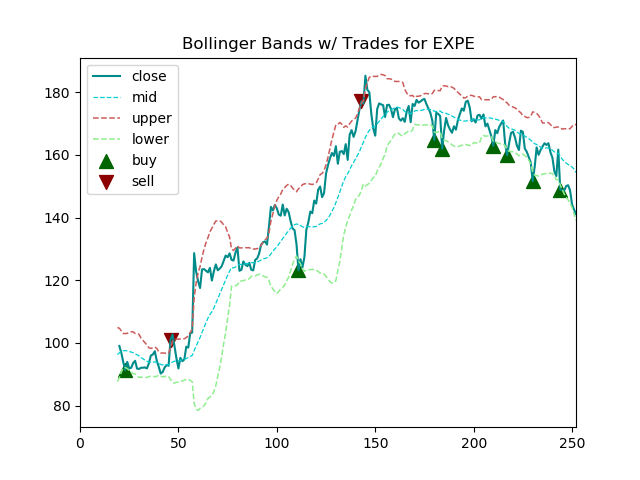 Bollinger Bands w/ Trades for EXPE
close
mid
upper
lower
buy
sell
180
160
140
120
100
80
0 50 100 150 200 250